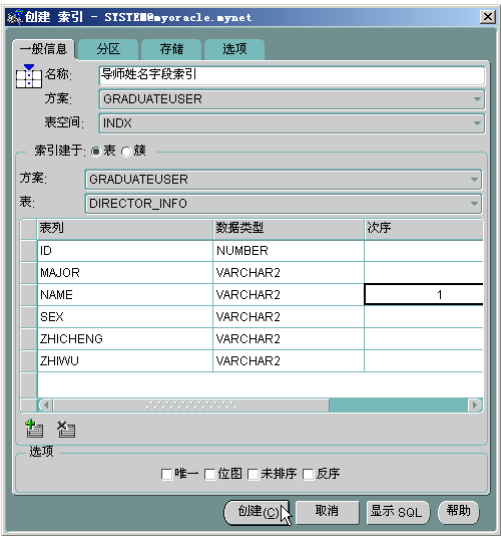 创建 索引 - SYSTEM@myoracle.mynet
一般信息 分区 存储 选项
名称: 导师姓名字段索引
方案: GRADUATEUSER
表空间: INDX
索引建于: 表 簇
方案: GRADUATEUSER
表: DIRECTOR_INFO
表列 数据类型 次序
ID NUMBER
MAJOR VARCHAR2
NAME VARCHAR2 1
SEX VARCHAR2
ZHICHENG VARCHAR2
ZHIWU VARCHAR2
选项
唯一 位图 未排序 反序
创建(C) 取消 显示 SQL 帮助